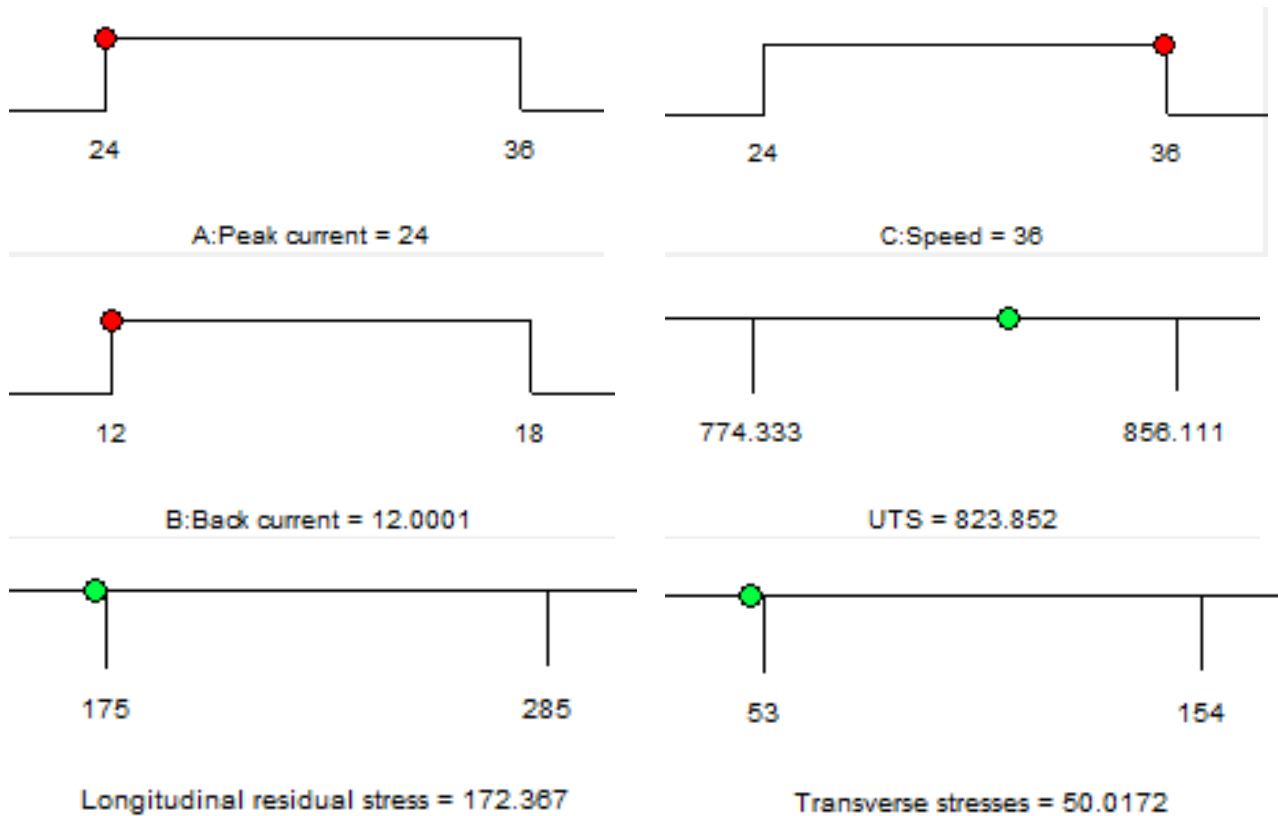 24 36
A:Peak current = 24
24 36
C:Speed = 36
12 18
B:Back current = 12.0001
774.333 856.111
UTS = 823.852
175 285
Longitudinal residual stress = 172.367
53 154
Transverse stresses = 50.0172